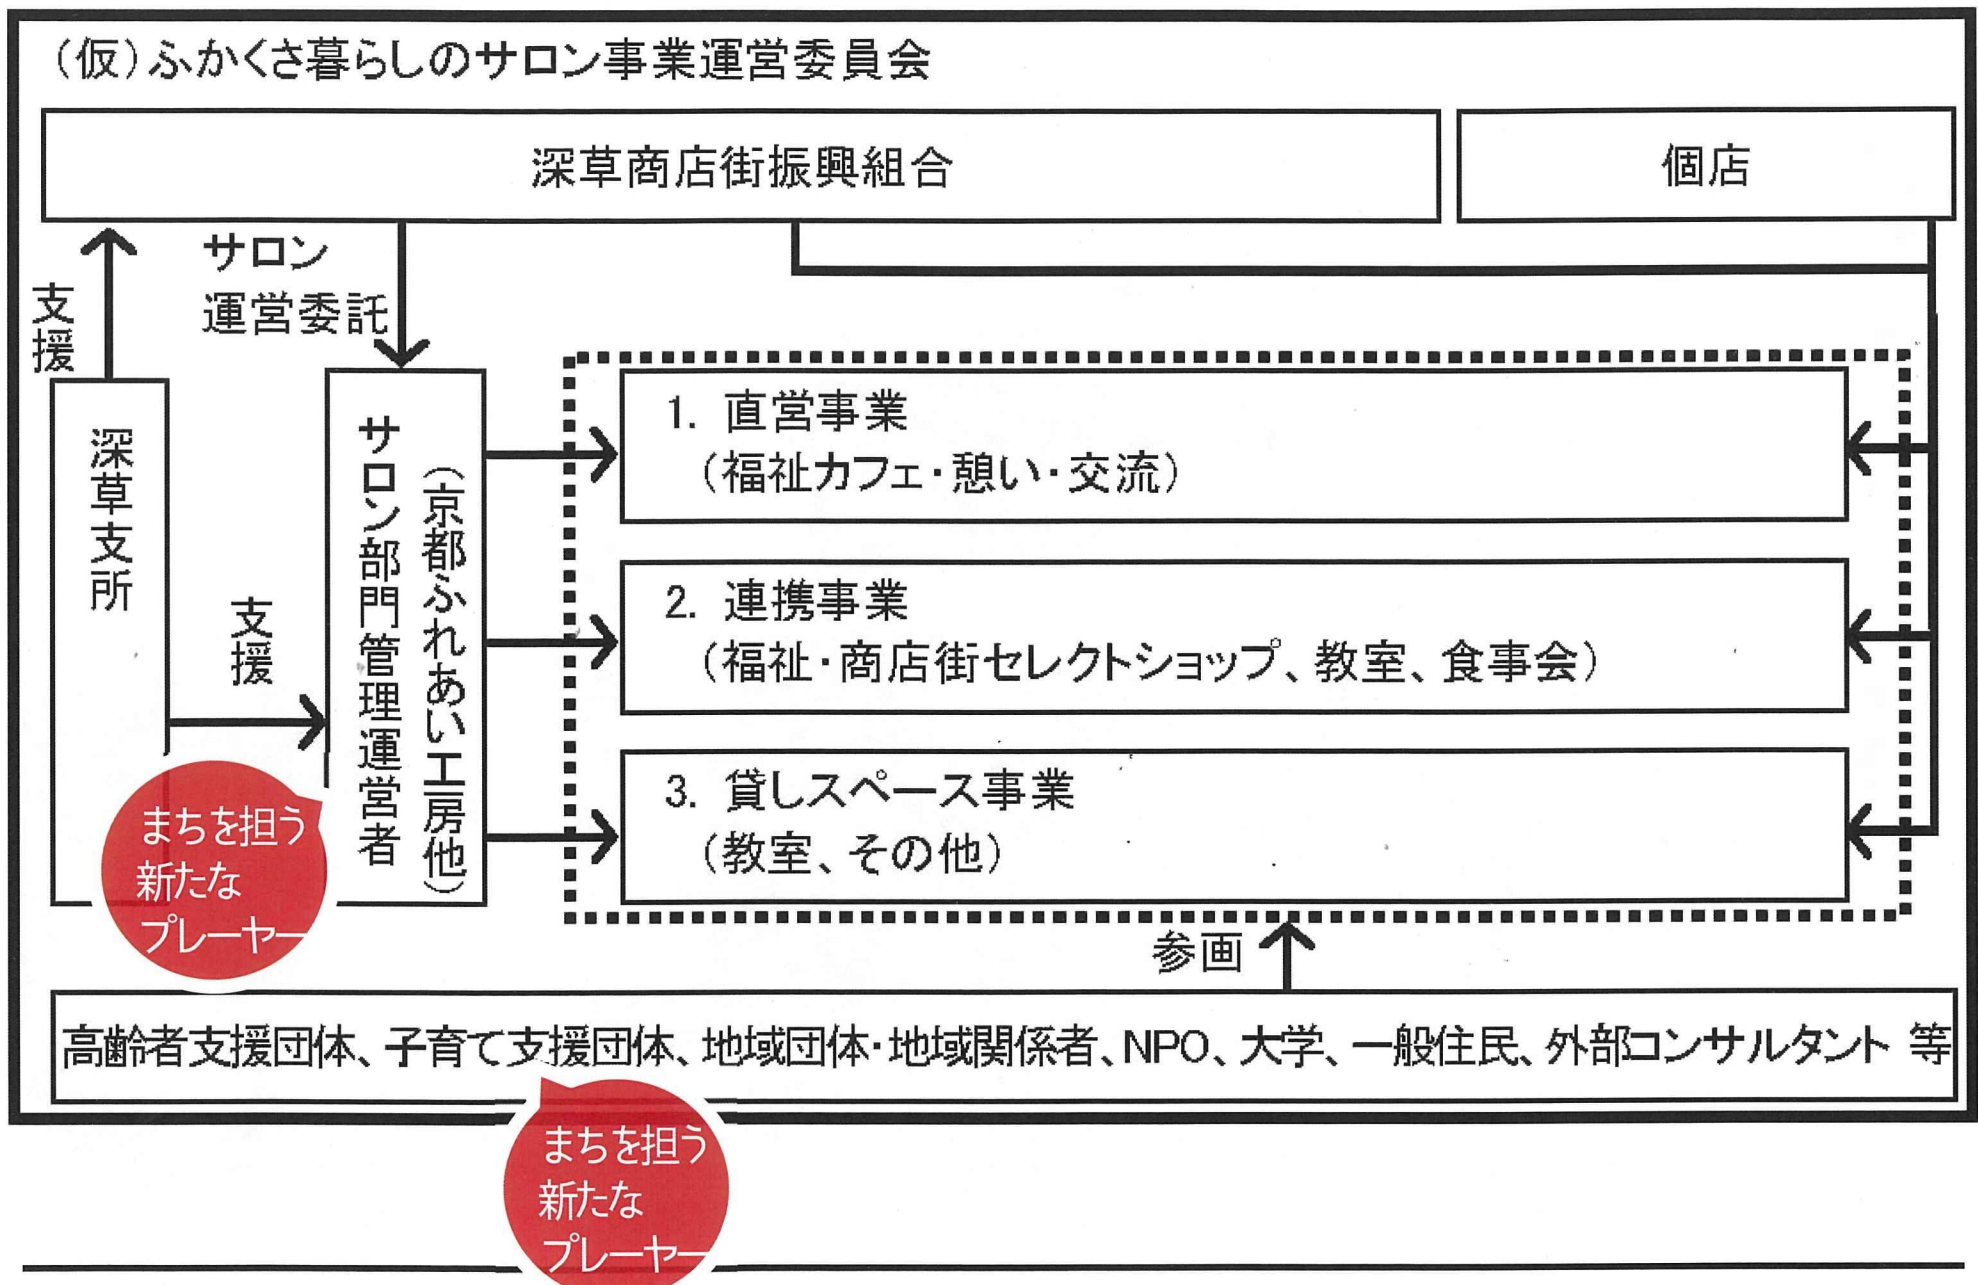 （仮）ふかくさ暮らしのサロン事業運営委員会
深草商店街振興組合
個店
支援
サロン
運営委託
深草支所
支援
サロン部門管理運営者
（京都ふれあい工房他）
1. 直営事業
（福祉カフェ・憩い・交流）
2. 連携事業
（福祉・商店街セレクトショップ、教室、食事会）
3. 貸しスペース事業
（教室、その他）
まちを担う
新たな
プレーヤー
参画
高齢者支援団体、子育て支援団体、地域団体・地域関係者、NPO、大学、一般住民、外部コンサルタント 等
まちを担う
新たな
プレーヤー